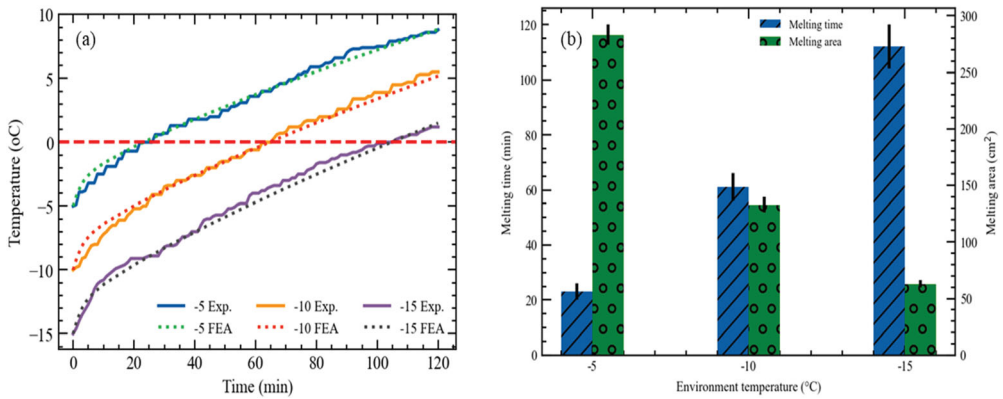 (a)
10
5
0
−5
−10
−15
Temperature (oC)
0 20 40 60 80 100 120
Time (min)
-5 Exp. -10 Exp. -15 Exp.
-5 FEA -10 FEA -15 FEA
(b)
Melting time
Melting area
120
100
80
60
40
20
0
Melting time (min)
300
250
200
150
100
50
0
Melting area (cm²)
-5 -10 -15
Environment temperature (°C)